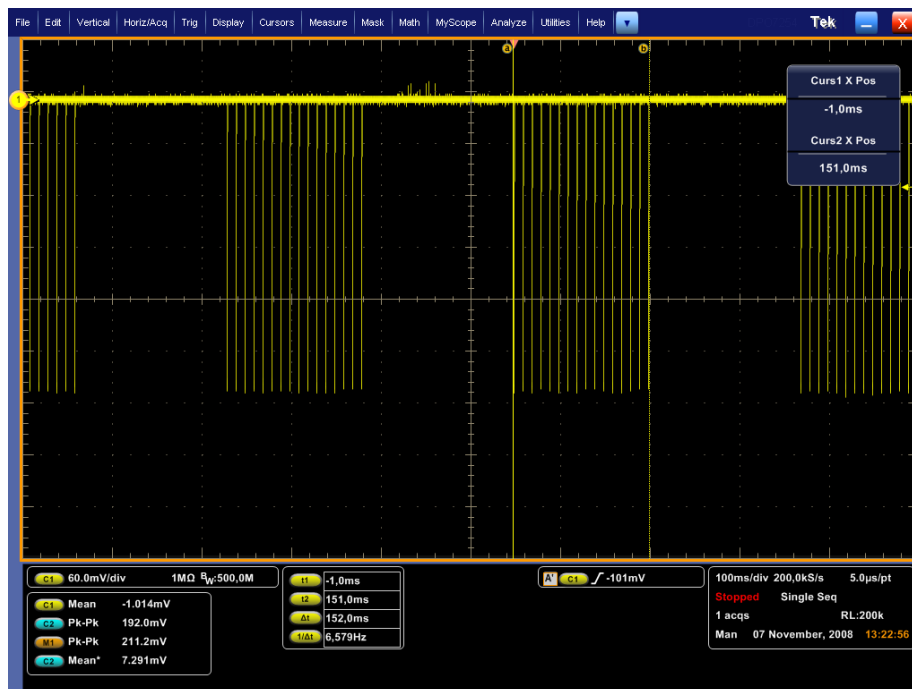 File Edit Vertical Horiz/Acq Trig Display Cursors Measure Mask Math MyScope Analyze Utilities Help Tek X
a b
1
Curs1 X Pos
-1,0ms
Curs2 X Pos
151,0ms
C1 60.0mV/div 1MΩ BW:500,0M
C1 Mean -1.014mV
C2 Pk-Pk 192.0mV
M1 Pk-Pk 211.2mV
C2 Mean* 7.291mV
t1 -1,0ms
t2 151,0ms
Δt 152,0ms
1/Δt 6,579Hz
A' C1 -101mV
100ms/div 200,0kS/s 5.0µs/pt
Stopped Single Seq
1 acqs RL:200k
Man 07 November, 2008 13:22:56